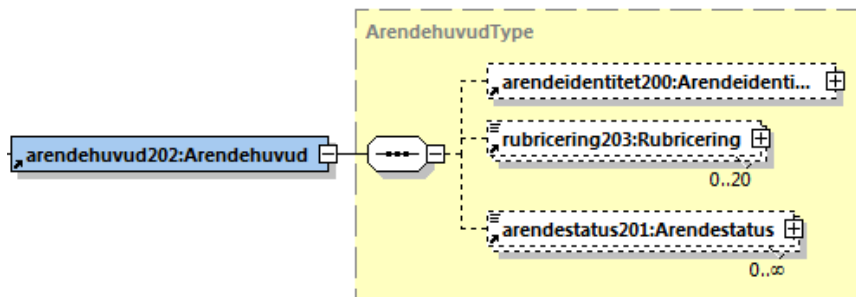 ArendehuvudType
arendeidentitet200:Arendeidenti...
arendehuvud202:Arendehuvud
rubricering203:Rubricering
0..20
arendestatus201:Arendestatus
0..∞